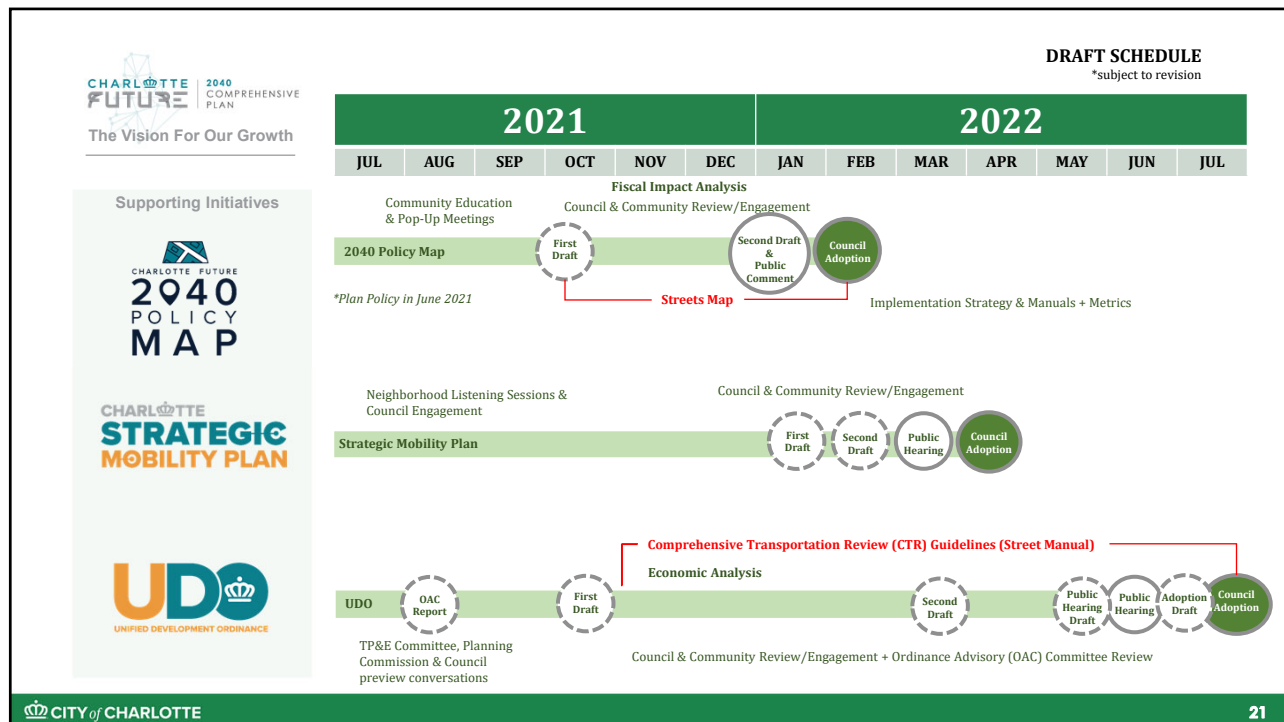 CHARLOTTE
FUTURE
2040
COMPREHENSIVE
PLAN
The Vision For Our Growth
DRAFT SCHEDULE
*subject to revision
2021
2022
JUL AUG SEP OCT NOV DEC JAN FEB MAR APR MAY JUN JUL
Supporting Initiatives
CHARLOTTE FUTURE
2040
POLICY
MAP
Fiscal Impact Analysis
Community Education
& Pop-Up Meetings
Council & Community Review/Engagement
2040 Policy Map
First
Draft
Second Draft
&
Public
Comment
Council
Adoption
*Plan Policy in June 2021
Streets Map
Implementation Strategy & Manuals + Metrics
CHARLOTTE
STRATEGIC
MOBILITY PLAN
Neighborhood Listening Sessions &
Council Engagement
Council & Community Review/Engagement
Strategic Mobility Plan
First
Draft
Second
Draft
Public
Hearing
Council
Adoption
UDO
UNIFIED DEVELOPMENT ORDINANCE
Comprehensive Transportation Review (CTR) Guidelines (Street Manual)
Economic Analysis
UDO
OAC
Report
First
Draft
Second
Draft
Public
Hearing
Draft
Public
Hearing
Adoption
Draft
Council
Adoption
TP&E Committee, Planning
Commission & Council
preview conversations
Council & Community Review/Engagement + Ordinance Advisory (OAC) Committee Review
CITY of CHARLOTTE
21